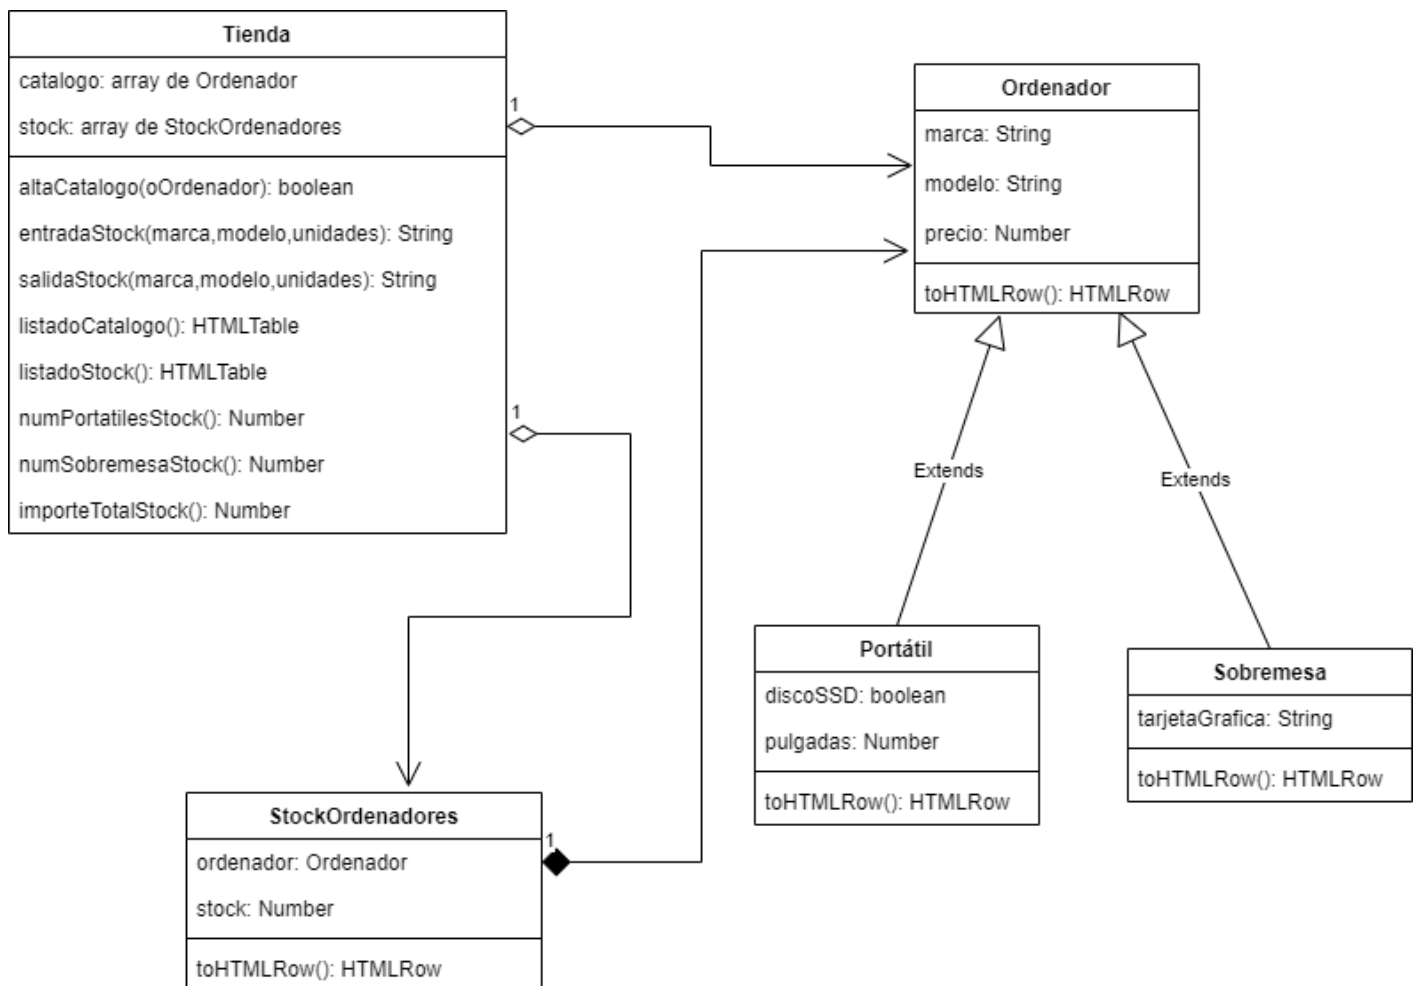 Tienda
catalogo: array de Ordenador
stock: array de StockOrdenadores
altaCatalogo(oOrdenador): boolean
entradaStock(marca,modelo,unidades): String
salidaStock(marca,modelo,unidades): String
listadoCatalogo(): HTMLTable
listadoStock(): HTMLTable
numPortatilesStock(): Number
numSobremesaStock(): Number
importeTotalStock(): Number
1
1
Ordenador
marca: String
modelo: String
precio: Number
toHTMLRow(): HTMLRow
Extends
Extends
Portátil
discoSSD: boolean
pulgadas: Number
toHTMLRow(): HTMLRow
Sobremesa
tarjetaGrafica: String
toHTMLRow(): HTMLRow
StockOrdenadores
ordenador: Ordenador
stock: Number
toHTMLRow(): HTMLRow
1